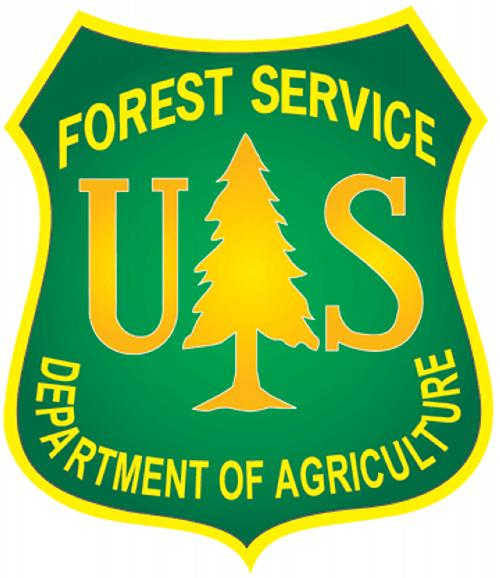 FOREST SERVICE
U S
DEPARTMENT OF AGRICULTURE